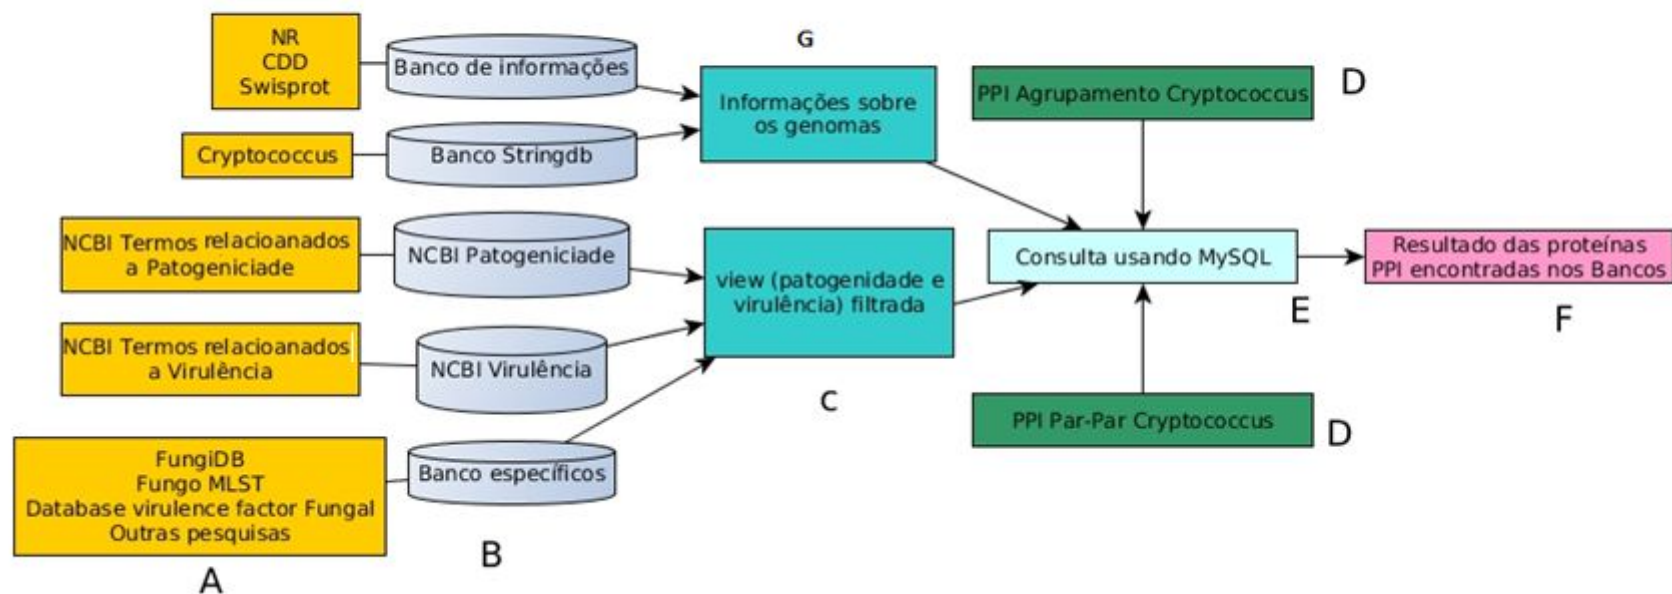 NR
CDD
Swisprot
Banco de informações
G
Informações sobre
os genomas
PPI Agrupamento Cryptococcus
D
Cryptococcus
Banco Stringdb
NCBI Termos relacioanados
a Patogeniciade
NCBI Patogeniciade
view (patogenidade e
virulência) filtrada
C
Consulta usando MySQL
E
Resultado das proteínas
PPI encontradas nos Bancos
F
NCBI Termos relacioanados
a Virulência
NCBI Virulência
PPI Par-Par Cryptococcus
D
FungiDB
Fungo MLST
Database virulence factor Fungal
Outras pesquisas
A
Banco específicos
B